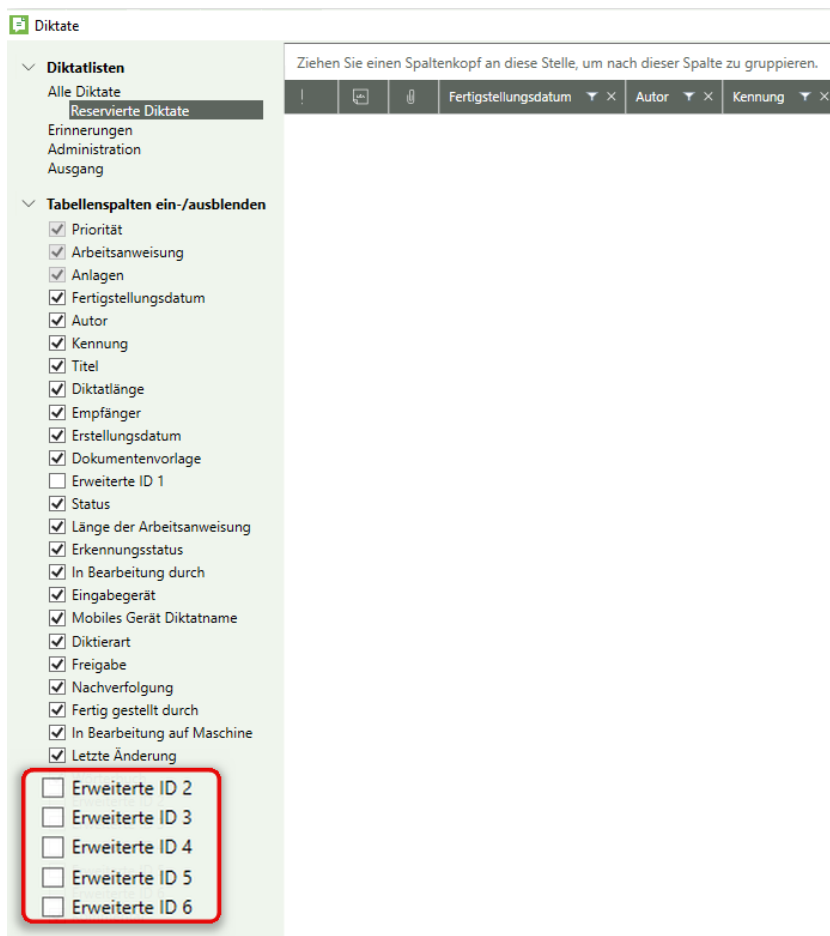 Diktate
Diktatlisten
Alle Diktate
Reservierte Diktate
Erinnerungen
Administration
Ausgang
Tabellenspalten ein-/ausblenden
Priorität
Arbeitsanweisung
Anlagen
Fertigstellungsdatum
Autor
Kennung
Titel
Diktatlänge
Empfänger
Erstellungsdatum
Dokumentenvorlage
Erweiterte ID 1
Status
Länge der Arbeitsanweisung
Erkennungsstatus
In Bearbeitung durch
Eingabegerät
Mobiles Gerät Diktatname
Diktierart
Freigabe
Nachverfolgung
Fertig gestellt durch
In Bearbeitung auf Maschine
Letzte Änderung
Erweiterte ID 2
Erweiterte ID 3
Erweiterte ID 4
Erweiterte ID 5
Erweiterte ID 6
Ziehen Sie einen Spaltenkopf an diese Stelle, um nach dieser Spalte zu gruppieren.
! Fertigstellungsdatum Autor Kennung